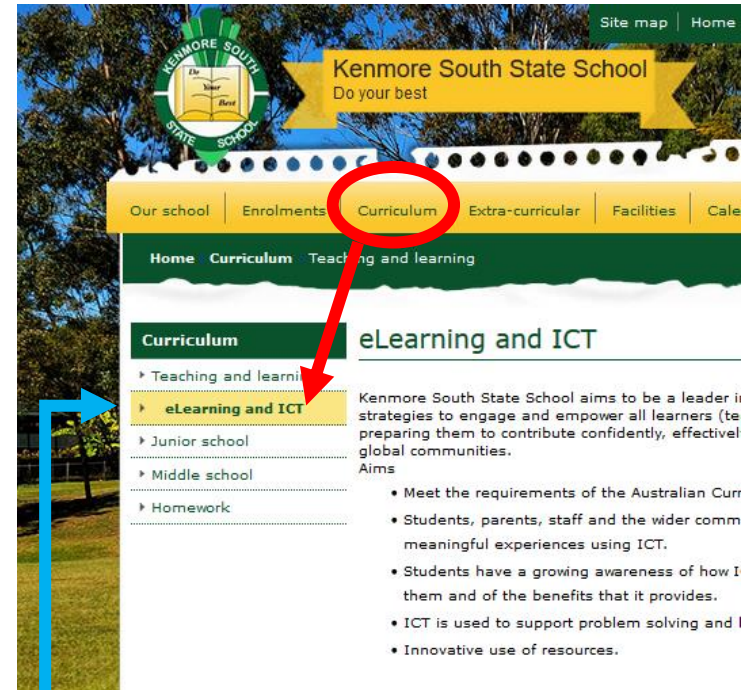 Site map Home
KENMORE SOUTH
STATE SCHOOL
Do
Your
Best
Kenmore South State School
Do your best
Our school Enrolments Curriculum Extra-curricular Facilities Cale
Home Curriculum Teaching and learning
Curriculum
Teaching and learni
eLearning and ICT
Junior school
Middle school
Homework
eLearning and ICT
Kenmore South State School aims to be a leader i
strategies to engage and empower all learners (te
preparing them to contribute confidently, effectivel
global communities.
Aims
• Meet the requirements of the Australian Curr
• Students, parents, staff and the wider comm
meaningful experiences using ICT.
• Students have a growing awareness of how I
them and of the benefits that it provides.
• ICT is used to support problem solving and
• Innovative use of resources.